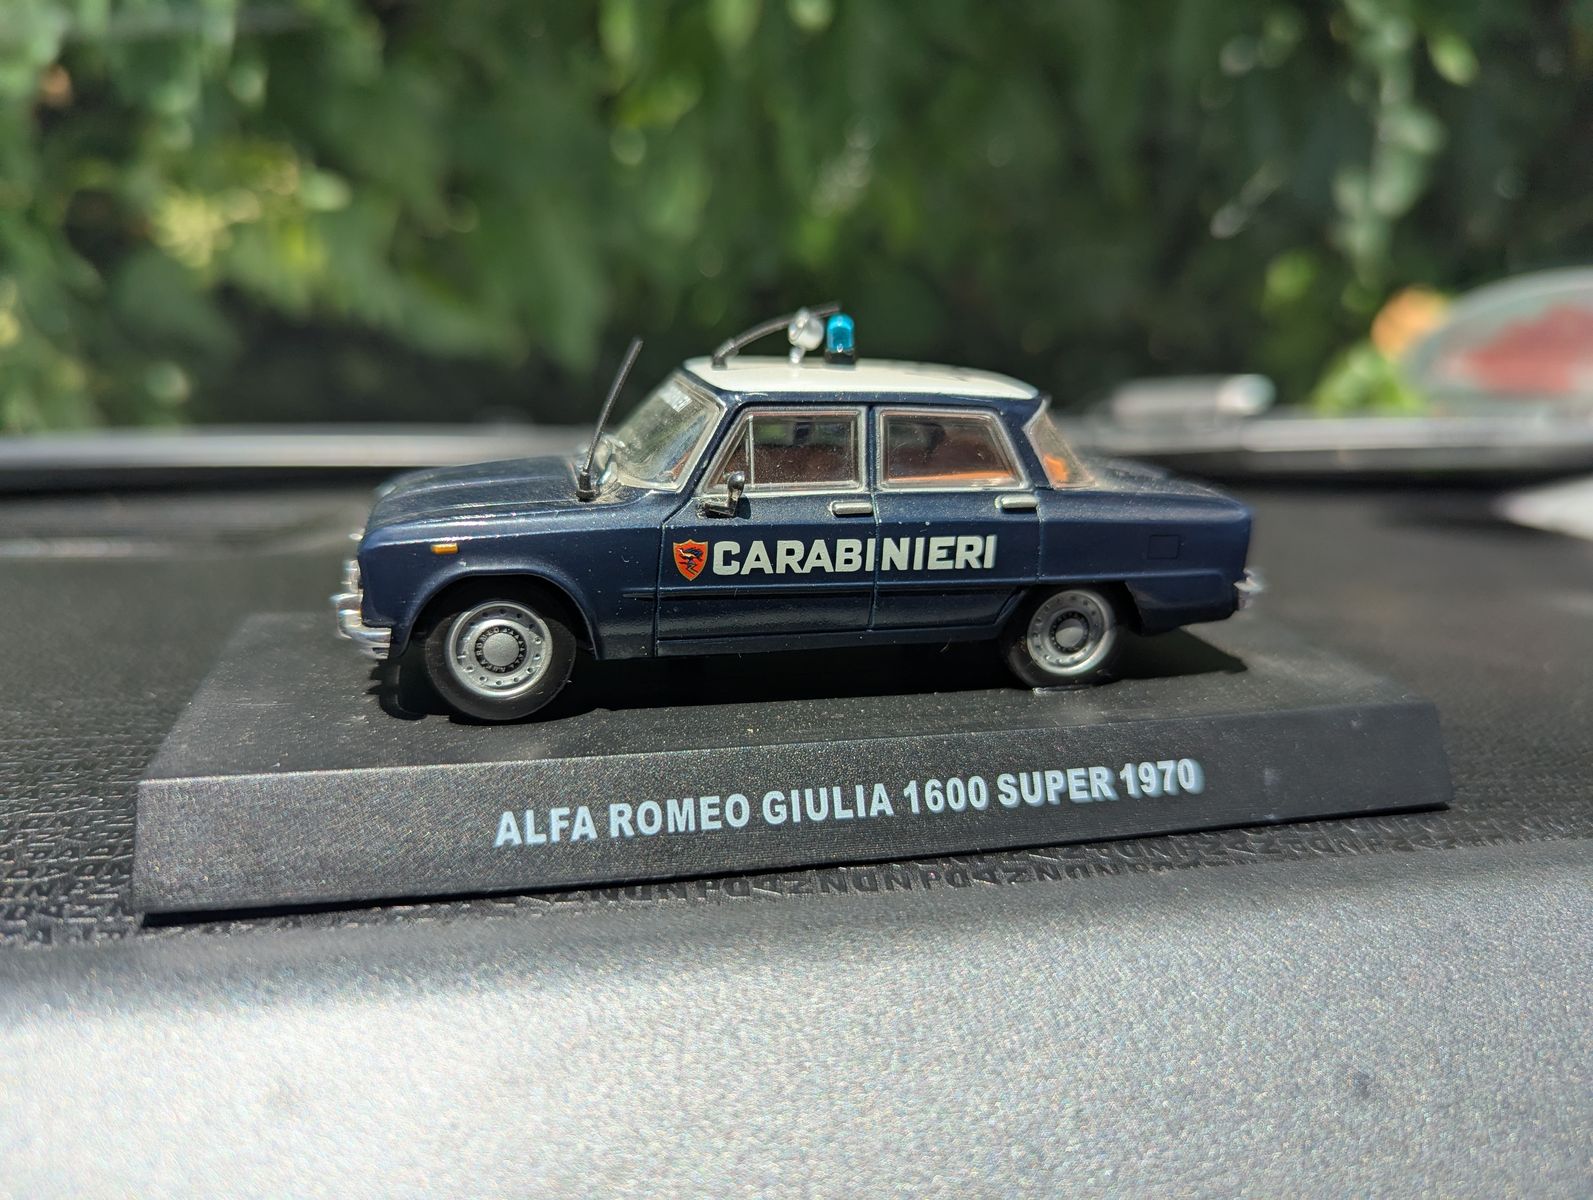 CARABINIERI
ALFA ROMEO GIULIA 1600 SUPER 1970